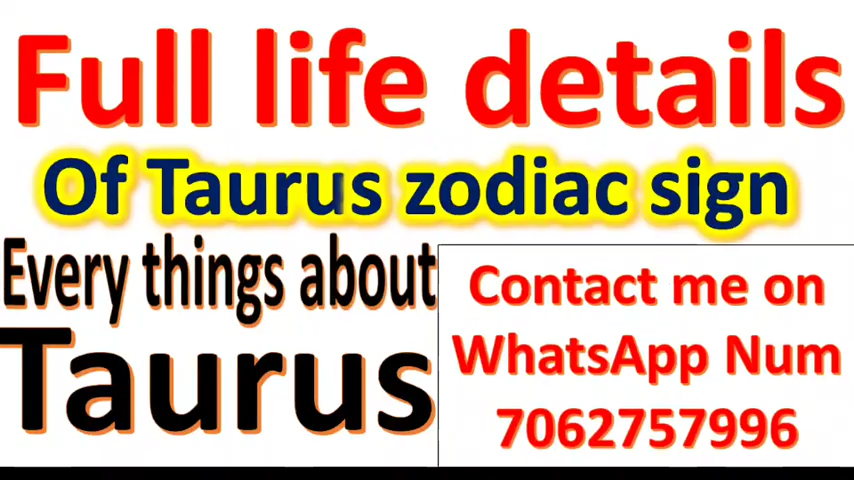 Full life details
Of Taurus zodiac sign
Every things about
Taurus
Contact me on
WhatsApp Num
7062757996